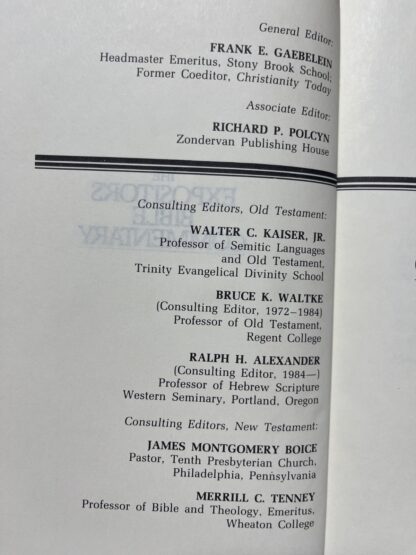 General Editor:
FRANK E. GAEBELEIN
Headmaster Emeritus, Stony Brook School;
Former Coeditor, Christianity Today
Associate Editor:
RICHARD P. POLCYN
Zondervan Publishing House
THE
EXPOSITOR'S
BIBLE
COMMENTARY
Consulting Editors, Old Testament:
WALTER C. KAISER, JR.
Professor of Semitic Languages
and Old Testament,
Trinity Evangelical Divinity School
BRUCE K. WALTKE
(Consulting Editor, 1972–1984)
Professor of Old Testament,
Regent College
RALPH H. ALEXANDER
(Consulting Editor, 1984—)
Professor of Hebrew Scripture
Western Seminary, Portland, Oregon
Consulting Editors, New Testament:
JAMES MONTGOMERY BOICE
Pastor, Tenth Presbyterian Church,
Philadelphia, Pennsylvania
MERRILL C. TENNEY
Professor of Bible and Theology, Emeritus,
Wheaton College